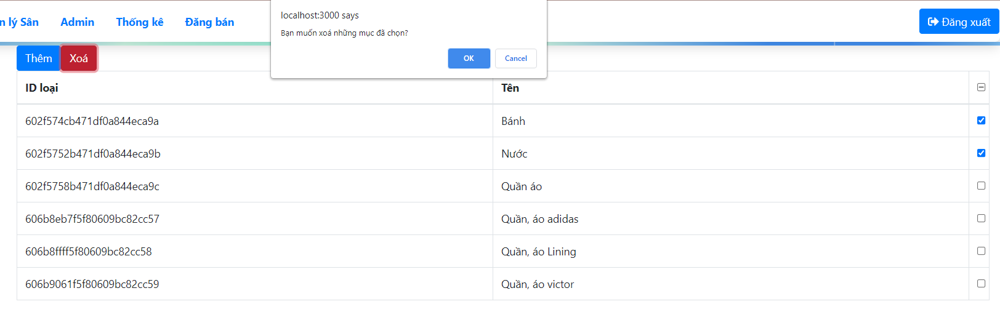 localhost:3000 says
Bạn muốn xoá những mục đã chọn?
OK Cancel
n lý Sân Admin Thống kê Đăng bán Đăng xuất
Thêm Xoá
ID loại Tên
602f574cb471df0a844eca9a Bánh
602f5752b471df0a844eca9b Nước
602f5758b471df0a844eca9c Quần áo
606b8eb7f5f80609bc82cc57 Quần, áo adidas
606b8ffff5f80609bc82cc58 Quần, áo Lining
606b9061f5f80609bc82cc59 Quần, áo victor